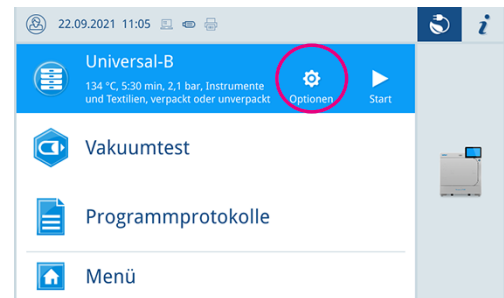 22.09.2021 11:05
i
Universal-B
134 °C, 5:30 min, 2,1 bar, Instrumente
und Textilien, verpackt oder unverpackt
Optionen
Start
Vakuumtest
Programmprotokolle
Menü